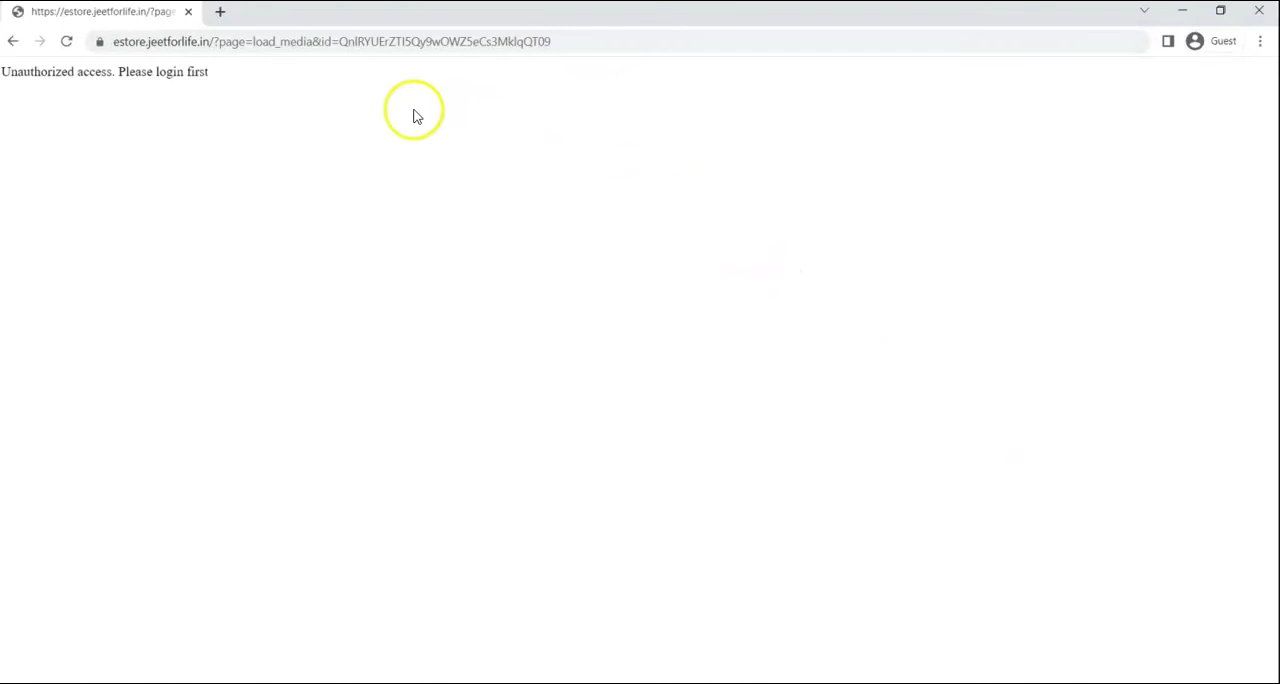 https://estore.jeetforlife.in/?page
estore.jeetforlife.in/?page=load_media&id=QnlRYUErZTI5Qy9wOWZ5eCs3MklqQT09
Guest
Unauthorized access. Please login first